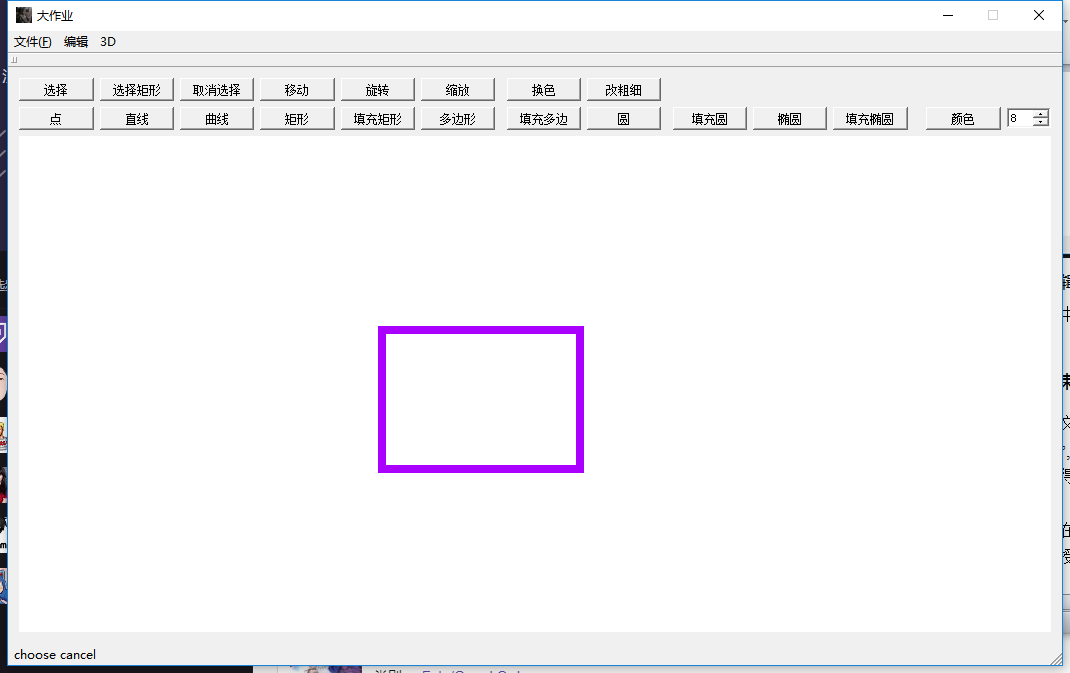 大作业
文件(F) 编辑 3D
选择 选择矩形 取消选择 移动 旋转 缩放 换色 改粗细
点 直线 曲线 矩形 填充矩形 多边形 填充多边 圆 填充圆 椭圆 填充椭圆 颜色 8
choose cancel